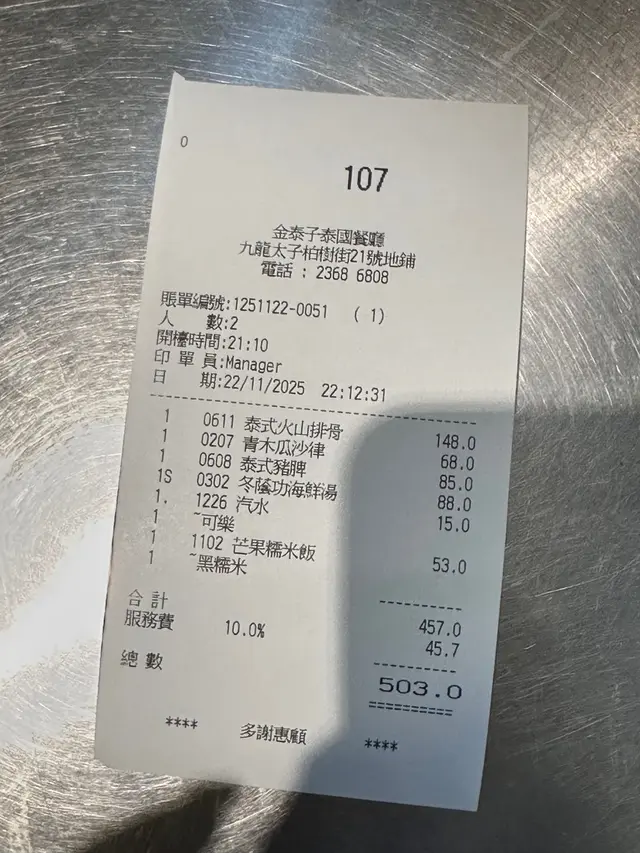 0
107
金泰子泰國餐廳
九龍太子柏樹街21號地鋪
電話 : 2368 6808
賬單編號:1251122-0051 ( 1)
人 數:2
開檯時間:21:10
印 單 員:Manager
日 期:22/11/2025 22:12:31
1 0611 泰式火山排骨 148.0
1 0207 青木瓜沙律 68.0
1 0608 泰式豬脾 85.0
1S 0302 冬蔭功海鮮湯 88.0
1. 1226 汽水 15.0
1 ~可樂
1 1102 芒果糯米飯 53.0
1 ~黑糯米
合 計 457.0
服務費 10.0% 45.7
總 數 503.0
**** 多謝惠顧 ****